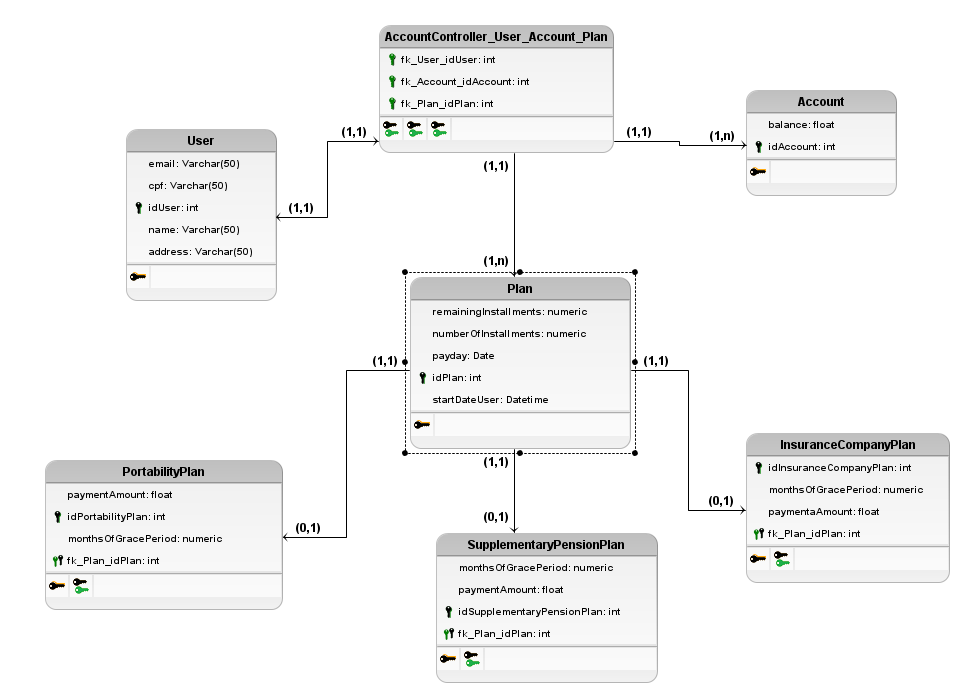 AccountController_User_Account_Plan
fk_User_idUser: int
fk_Account_idAccount: int
fk_Plan_idPlan: int
(1,1)
(1,1)
(1,n)
(1,1)
Account
balance: float
idAccount: int
User
email: Varchar(50)
cpf: Varchar(50)
idUser: int
name: Varchar(50)
address: Varchar(50)
(1,1)
(1,n)
Plan
remainingInstallments: numeric
numberOfInstallments: numeric
payday: Date
idPlan: int
startDateUser: Datetime
(1,1)
(1,1)
(1,1)
PortabilityPlan
paymentAmount: float
idPortabilityPlan: int
monthsOfGracePeriod: numeric
fk_Plan_idPlan: int
(0,1)
(0,1)
SupplementaryPensionPlan
monthsOfGracePeriod: numeric
paymentAmount: float
idSupplementaryPensionPlan: int
fk_Plan_idPlan: int
(0,1)
InsuranceCompanyPlan
idInsuranceCompanyPlan: int
monthsOfGracePeriod: numeric
paymentaAmount: float
fk_Plan_idPlan: int